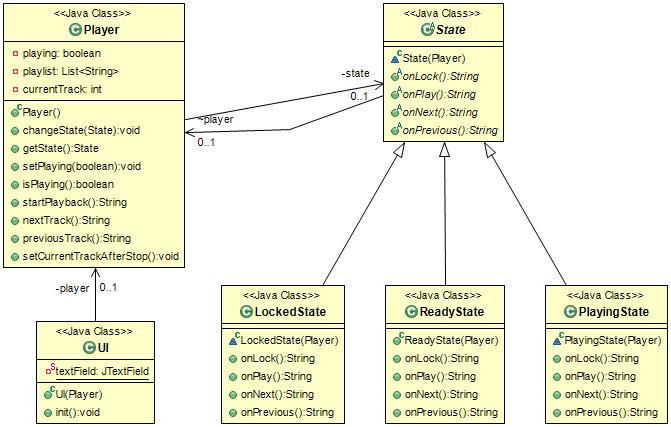 <<Java Class>>
Player
playing: boolean
playlist: List<String>
currentTrack: int
Player()
changeState(State):void
getState():State
setPlaying(boolean):void
isPlaying():boolean
startPlayback():String
nextTrack():String
previousTrack():String
setCurrentTrackAfterStop():void
<<Java Class>>
State
State(Player)
onLock():String
onPlay():String
onNext():String
onPrevious():String
-state
0..1
~player
0..1
-player
0..1
<<Java Class>>
UI
textField: JTextField
UI(Player)
init():void
<<Java Class>>
LockedState
LockedState(Player)
onLock():String
onPlay():String
onNext():String
onPrevious():String
<<Java Class>>
ReadyState
ReadyState(Player)
onLock():String
onPlay():String
onNext():String
onPrevious():String
<<Java Class>>
PlayingState
PlayingState(Player)
onLock():String
onPlay():String
onNext():String
onPrevious():String